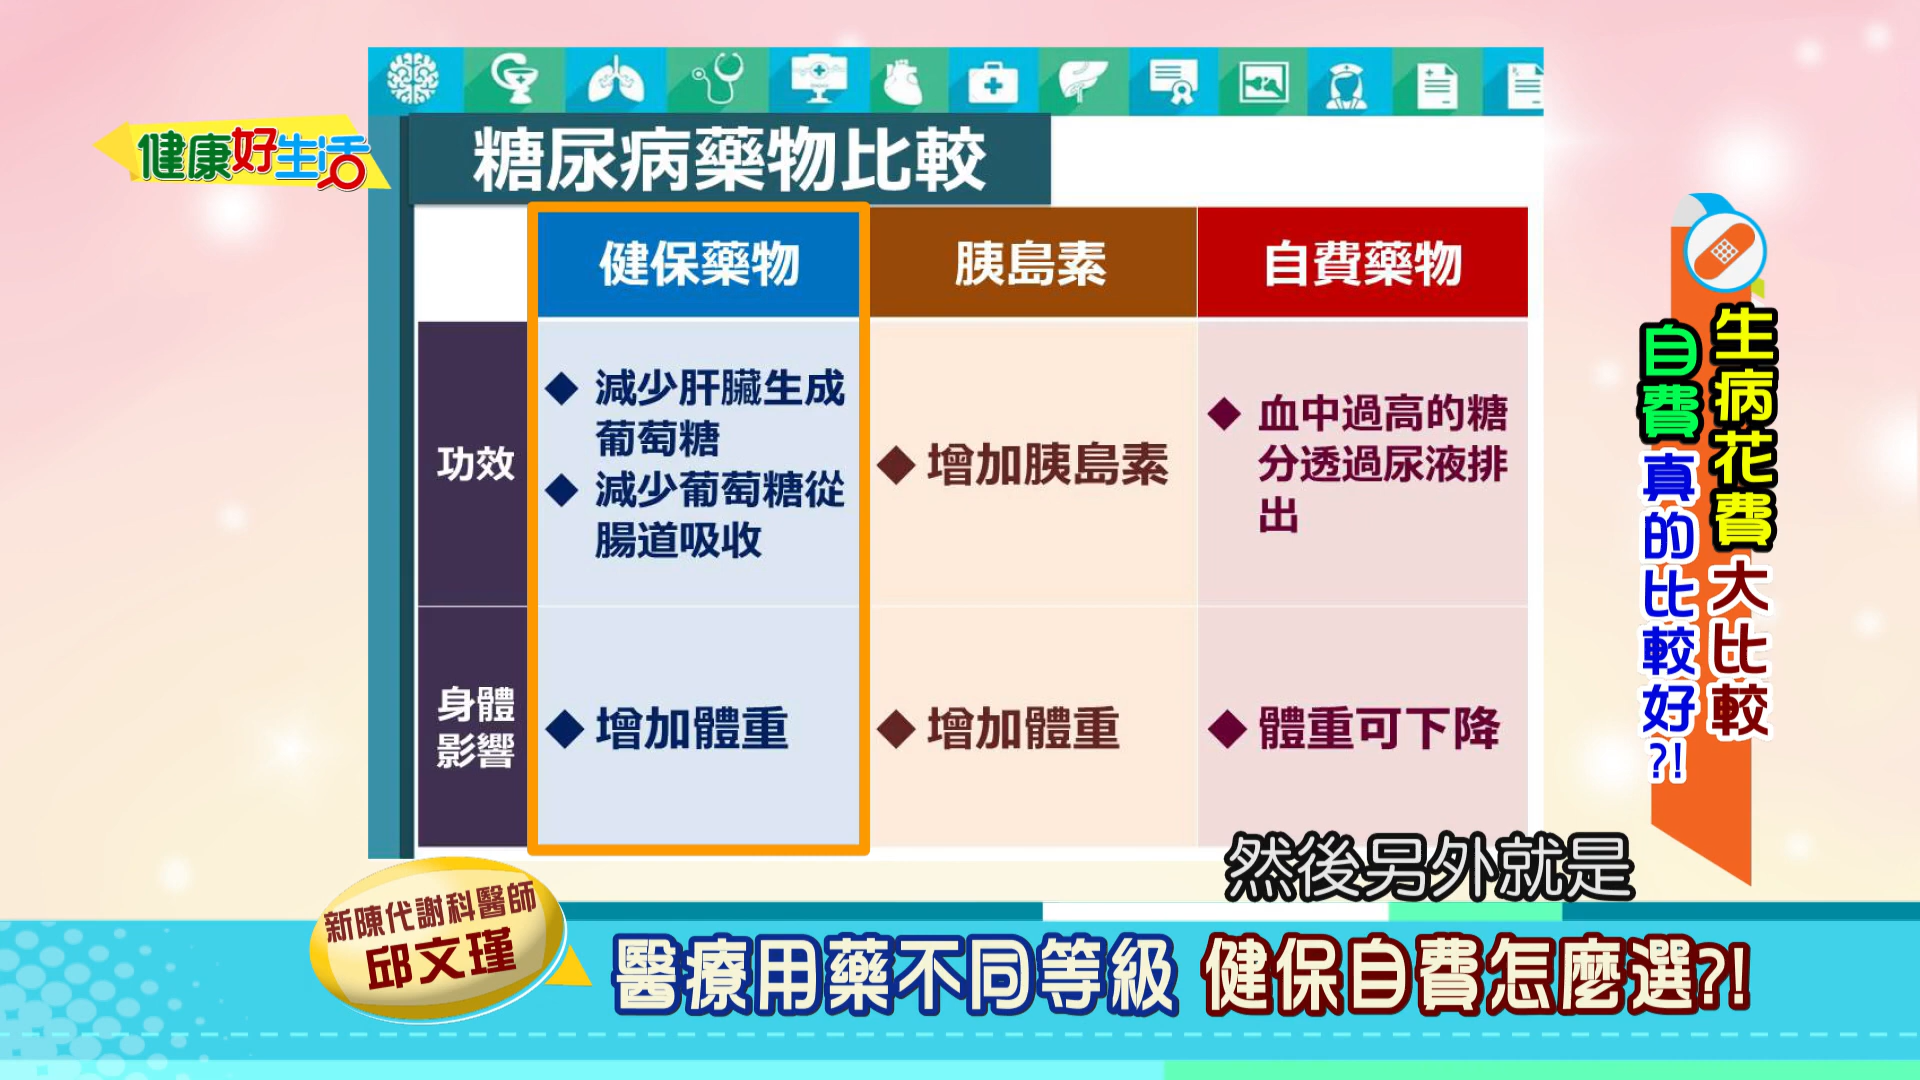 健康好生活
糖尿病藥物比較
健保藥物
胰島素
自費藥物
功效
◆ 減少肝臟生成
葡萄糖
◆ 減少葡萄糖從
腸道吸收
◆ 增加胰島素
◆ 血中過高的糖
分透過尿液排
出
身體
影響
◆ 增加體重
◆ 增加體重
◆ 體重可下降
生病花費大比較
自費真的比較好?!
然後另外就是
新陳代謝科醫師
邱文瑾
醫療用藥不同等級 健保自費怎麼選?!